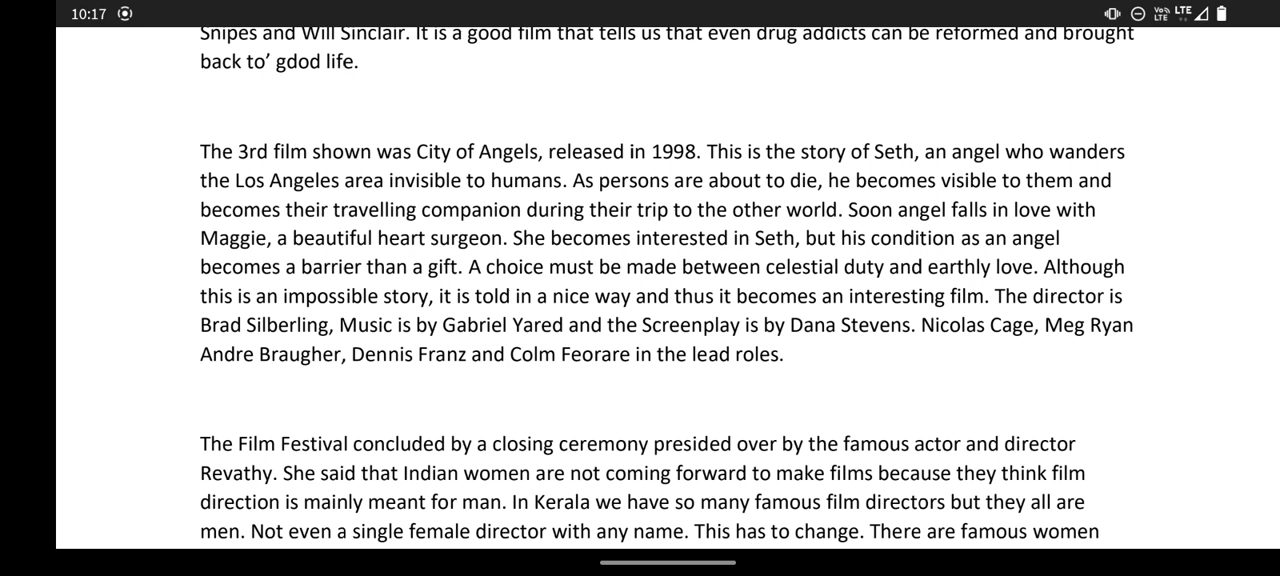 10:17
Vo LTE LTE
Snipes and Will Sinclair. It is a good film that tells us that even drug addicts can be reformed and brought
back to’ gdod life.
The 3rd film shown was City of Angels, released in 1998. This is the story of Seth, an angel who wanders
the Los Angeles area invisible to humans. As persons are about to die, he becomes visible to them and
becomes their travelling companion during their trip to the other world. Soon angel falls in love with
Maggie, a beautiful heart surgeon. She becomes interested in Seth, but his condition as an angel
becomes a barrier than a gift. A choice must be made between celestial duty and earthly love. Although
this is an impossible story, it is told in a nice way and thus it becomes an interesting film. The director is
Brad Silberling, Music is by Gabriel Yared and the Screenplay is by Dana Stevens. Nicolas Cage, Meg Ryan
Andre Braugher, Dennis Franz and Colm Feorare in the lead roles.
The Film Festival concluded by a closing ceremony presided over by the famous actor and director
Revathy. She said that Indian women are not coming forward to make films because they think film
direction is mainly meant for man. In Kerala we have so many famous film directors but they all are
men. Not even a single female director with any name. This has to change. There are famous women